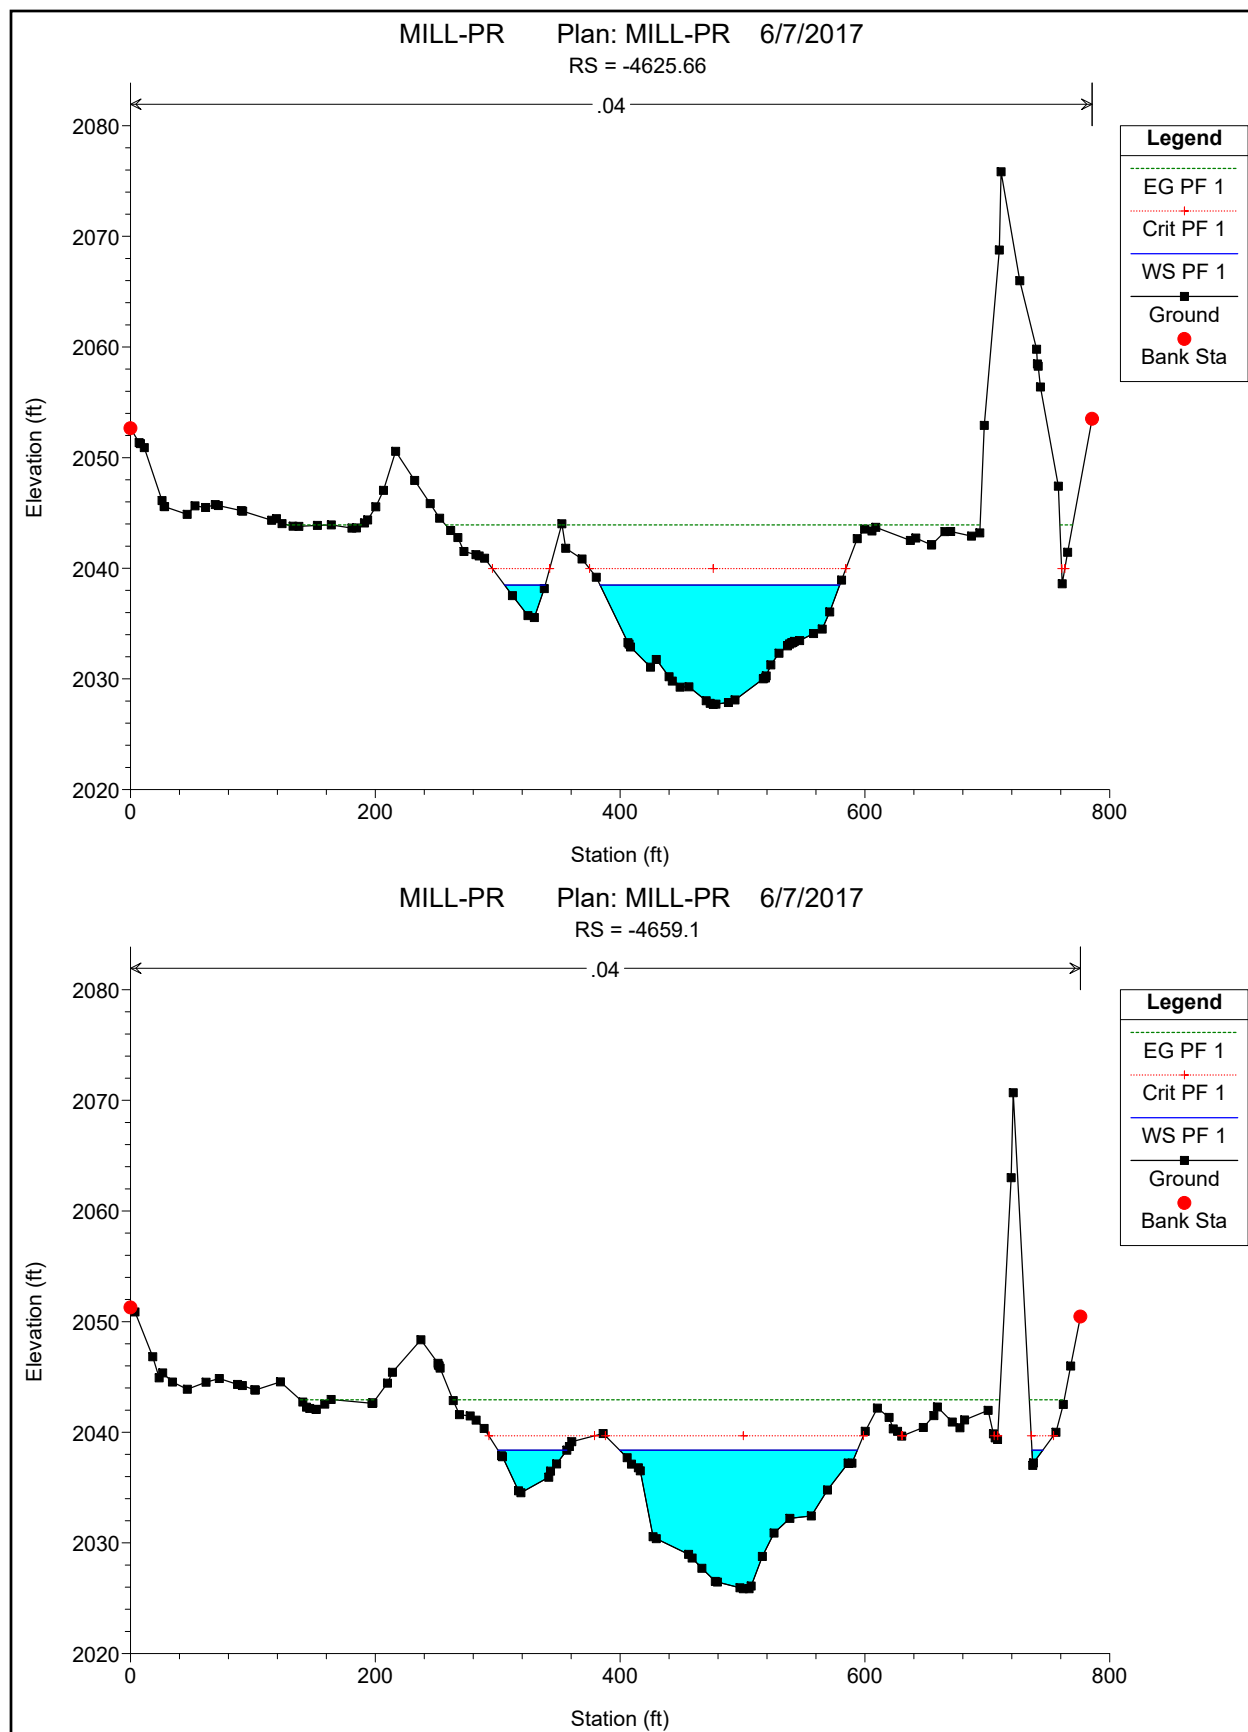 MILL-PR Plan: MILL-PR 6/7/2017
RS = -4625.66
.04
2080
2070
2060
2050
2040
2030
2020
Elevation (ft)
0 200 400 600 800
Station (ft)
Legend
EG PF 1
Crit PF 1
WS PF 1
Ground
Bank Sta
MILL-PR Plan: MILL-PR 6/7/2017
RS = -4659.1
.04
2080
2070
2060
2050
2040
2030
2020
Elevation (ft)
0 200 400 600 800
Station (ft)
Legend
EG PF 1
Crit PF 1
WS PF 1
Ground
Bank Sta